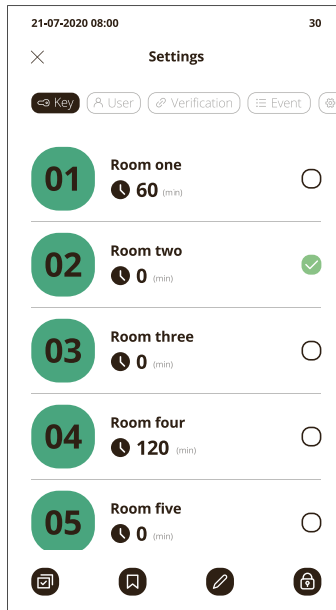 21-07-2020 08:00 30
Settings
Key User Verification Event
01 Room one
60 (min)
02 Room two
0 (min)
03 Room three
0 (min)
04 Room four
120 (min)
05 Room five
0 (min)